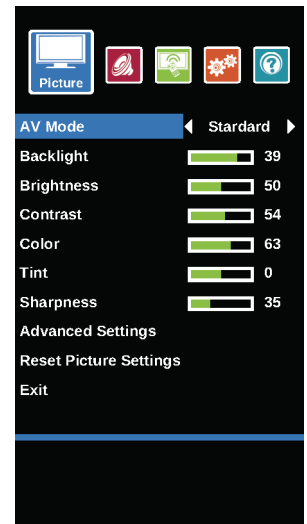 Picture
AV Mode Stardard
Backlight 39
Brightness 50
Contrast 54
Color 63
Tint 0
Sharpness 35
Advanced Settings
Reset Picture Settings
Exit